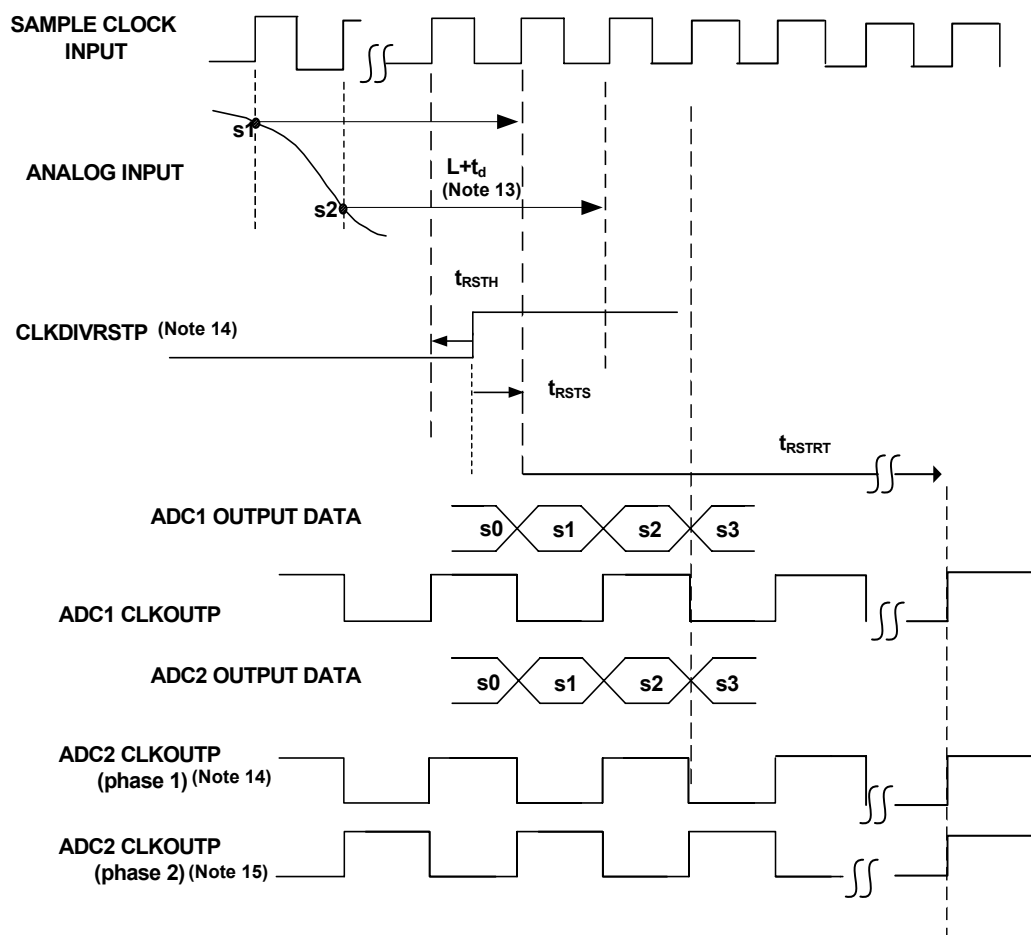 SAMPLE CLOCK
INPUT
s1
ANALOG INPUT
L+td
(Note 13)
s2
tRSTH
CLKDIVRSTP (Note 14)
tRSTS
tRSTRT
ADC1 OUTPUT DATA
s0 s1 s2 s3
ADC1 CLKOUTP
ADC2 OUTPUT DATA
s0 s1 s2 s3
ADC2 CLKOUTP
(phase 1) (Note 14)
ADC2 CLKOUTP
(phase 2) (Note 15)